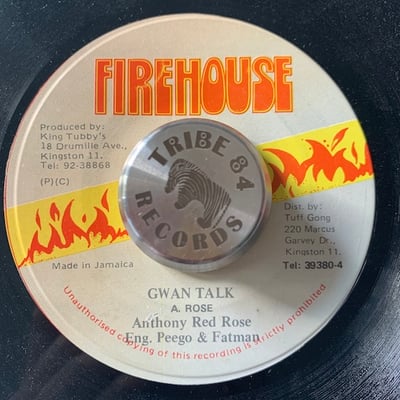 FIREHOUSE
Produced by:
King Tubby's
18 Drumille Ave.,
Kingston 11.
Tel: 92-38868
(P)(C)
TRIBE 84
RECORDS
Dist. by:
Tuff Gong
220 Marcus
Garvey Dr.,
Kingston 11.
Tel: 39380-4
Made in Jamaica
GWAN TALK
A. ROSE
Anthony Red Rose
Eng. Peego & Fatman
Unauthorised copying of this recording is strictly prohibited